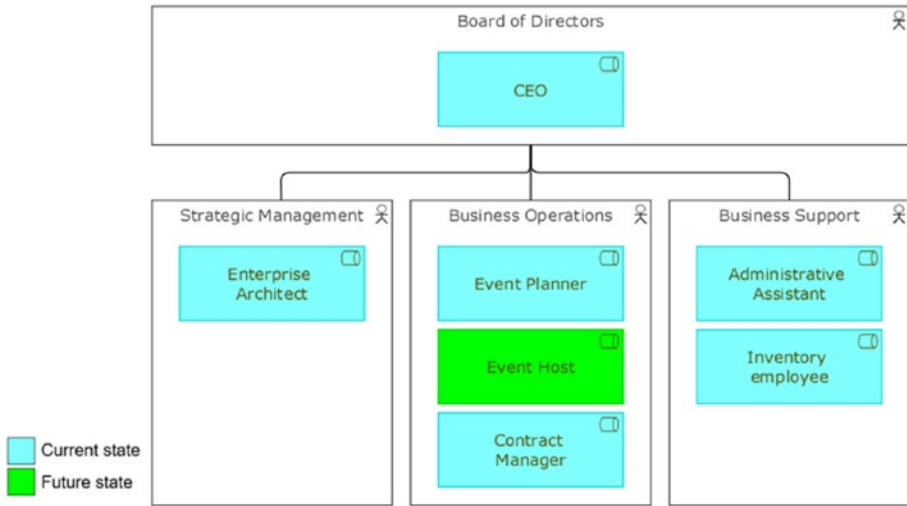 Board of Directors
CEO
Strategic Management
Business Operations
Business Support
Enterprise
Architect
Event Planner
Administrative
Assistant
Event Host
Inventory
employee
Contract
Manager
Current state
Future state